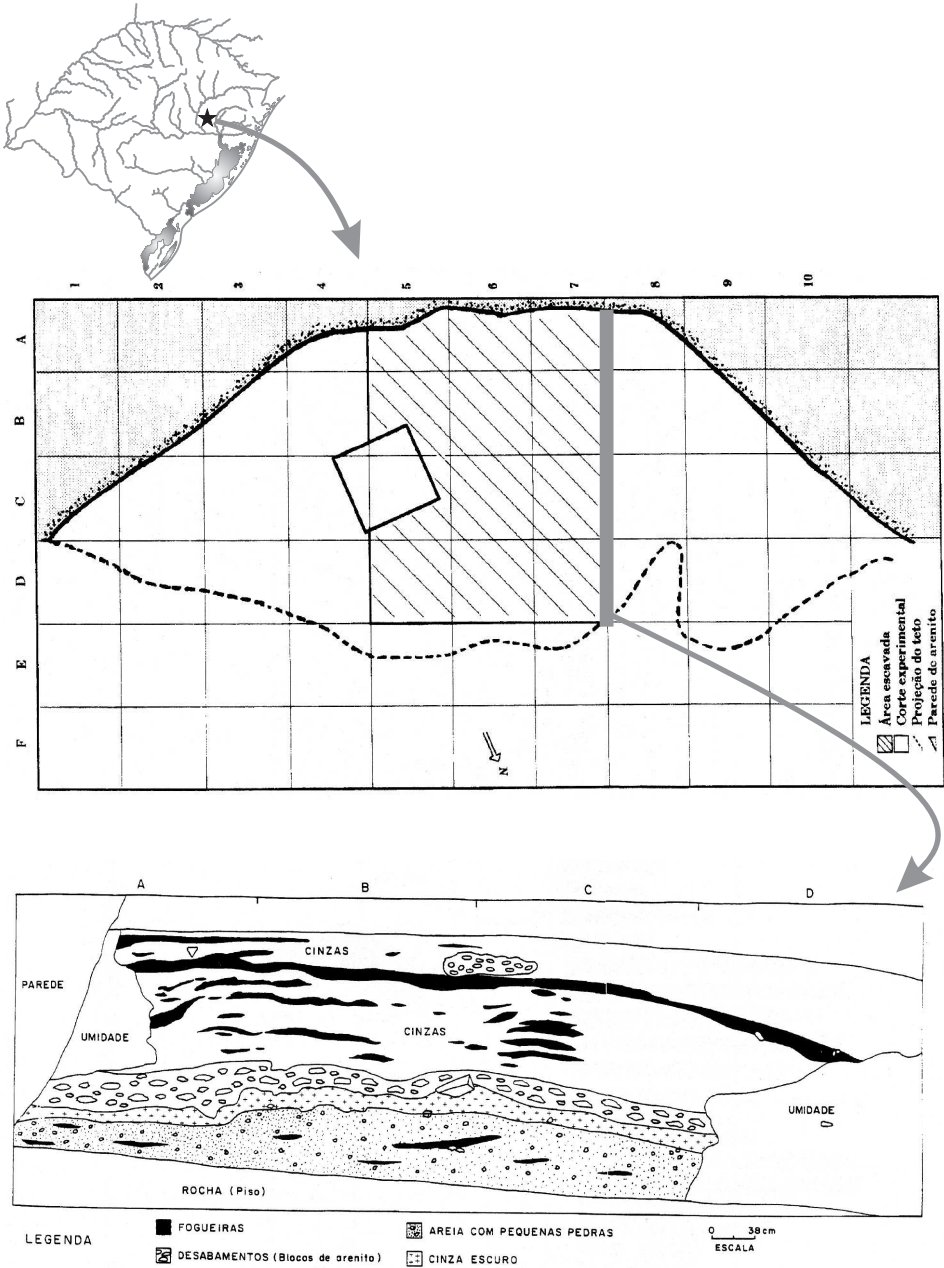 1 2 3 4 5 6 7 8 9 10
A
B
C
D
E
F
N
LEGENDA
Área escavada
Corte experimental
Projeção do teto
Parede de arenito
A B C D
PAREDE
CINZAS
UMIDADE
CINZAS
UMIDADE
ROCHA (Piso)
LEGENDA
FOGUEIRAS
DESABAMENTOS (Blocos de arenito)
AREIA COM PEQUENAS PEDRAS
CINZA ESCURO
0 38cm
ESCALA